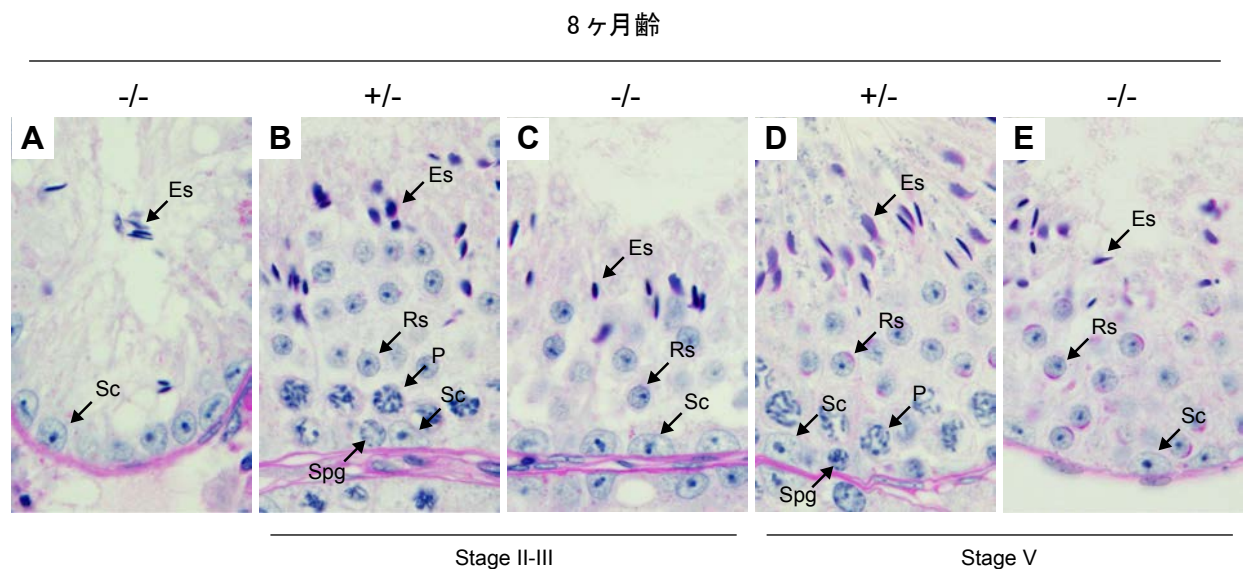 8 ヶ月齢
-/- +/- -/- +/- -/-
A B C D E
Es
Sc
Es
Rs
P
Sc
Spg
Es
Rs
Sc
Es
Rs
Sc
P
Spg
Es
Rs
Sc
Stage II-III Stage V